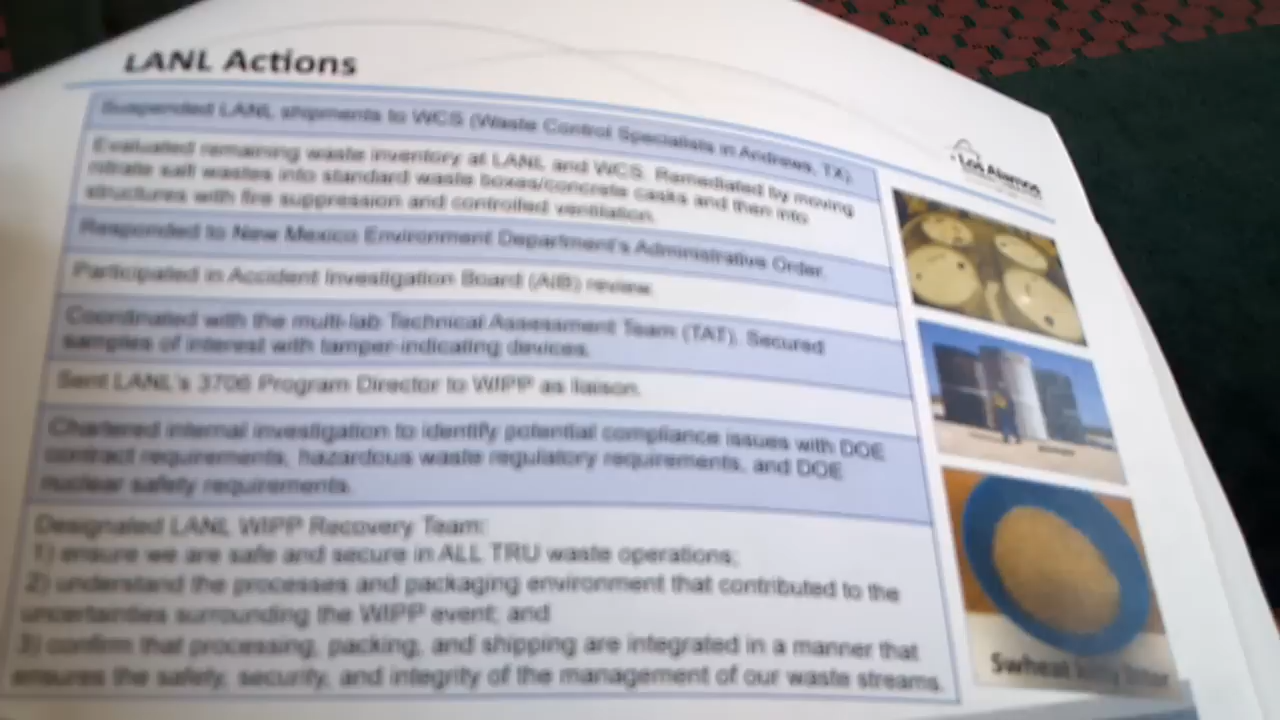 LANL Actions
Suspended LANL shipments to WCS (Waste Control Specialists in Andrews, TX).
Evaluated remaining waste inventory at LANL and WCS. Remediated by moving
nitrate salt wastes into standard waste boxes/concrete casks and then into
structures with fire suppression and controlled ventilation.
Responded to New Mexico Environment Department's Administrative Order.
Participated in Accident Investigation Board (AIB) review.
Coordinated with the multi-lab Technical Assessment Team (TAT). Secured
samples of interest with tamper-indicating devices.
Sent LANL's 3706 Program Director to WIPP as liaison.
Chartered internal investigation to identify potential compliance issues with DOE
contract requirements, hazardous waste regulatory requirements, and DOE
nuclear safety requirements.
Designated LANL WIPP Recovery Team:
1) ensure we are safe and secure in ALL TRU waste operations;
2) understand the processes and packaging environment that contributed to the
uncertainties surrounding the WIPP event; and
3) confirm that processing, packing, and shipping are integrated in a manner that
ensures the safety, security, and integrity of the management of our waste streams.
Los Alamos
Swheat kitty litter